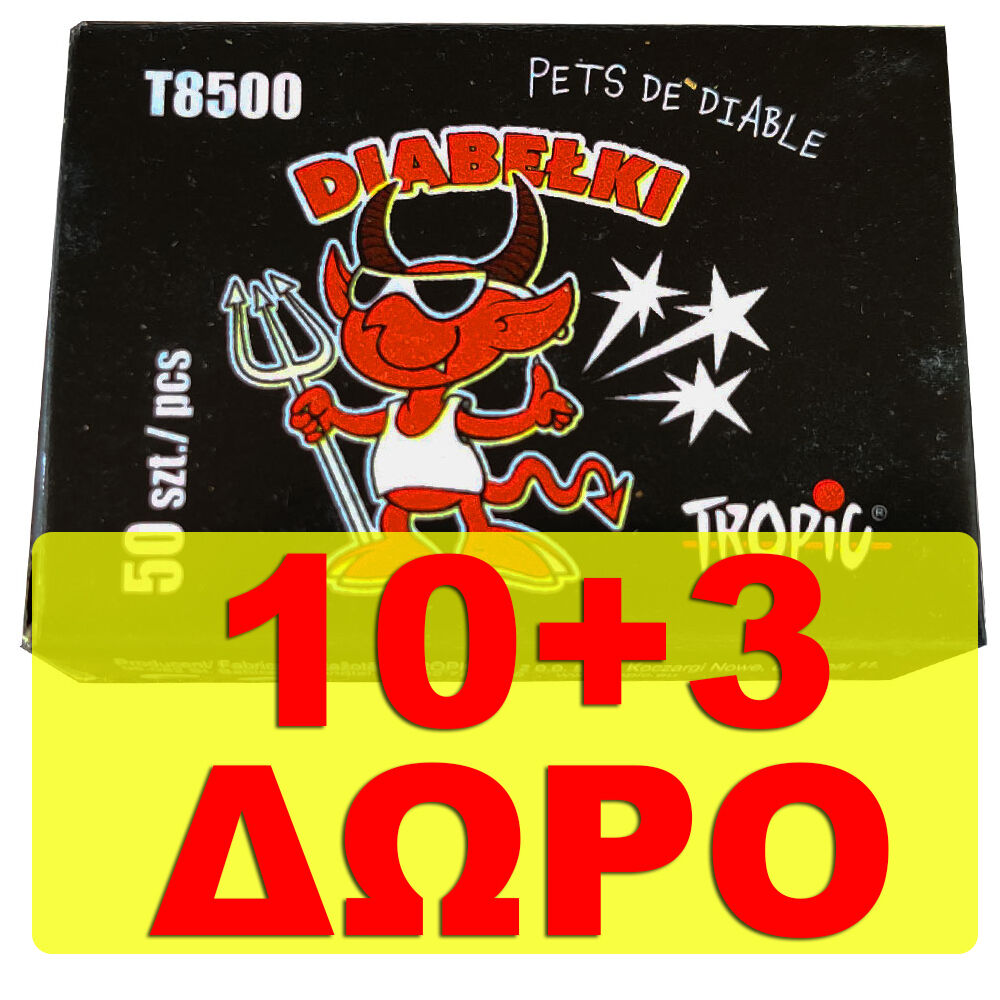 T8500
PETS DE DIABLE
DIABEŁKI
50 szt./ pcs
TROPIC®
10+3
ΔΩΡΟ